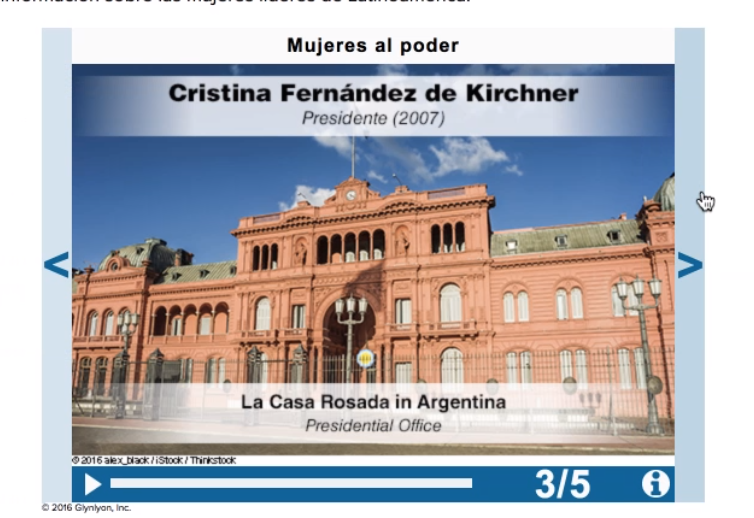 información sobre las mujeres líderes de Latinoamérica.
Mujeres al poder
Cristina Fernández de Kirchner
Presidente (2007)
<
>
La Casa Rosada in Argentina
Presidential Office
© 2016 alex_black / iStock / Thinkstock
3/5
i
© 2016 Glynlyon, Inc.